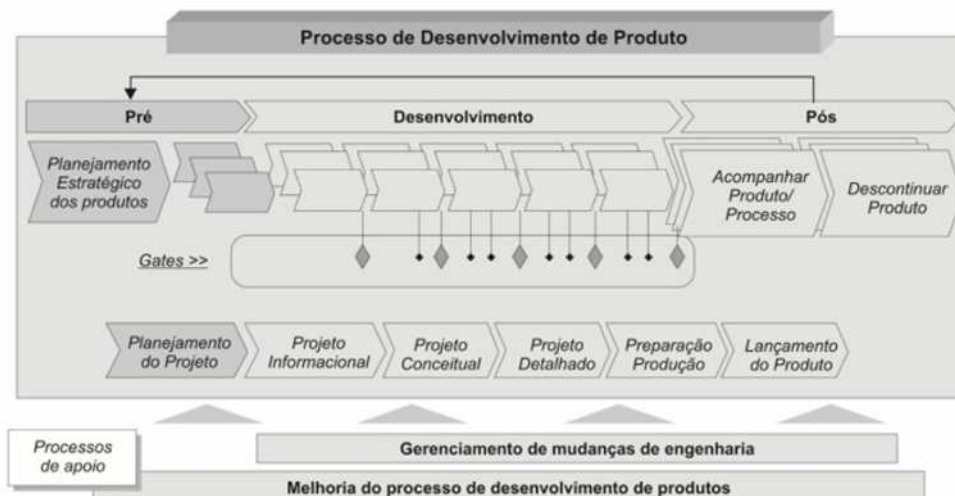 Processo de Desenvolvimento de Produto
Pré
Desenvolvimento
Pós
Planejamento
Estratégico
dos produtos
Acompanhar
Produto/
Processo
Descontinuar
Produto
Gates >>
Planejamento
do Projeto
Projeto
Informacional
Projeto
Conceitual
Projeto
Detalhado
Preparação
Produção
Lançamento
do Produto
Processos
de apoio
Gerenciamento de mudanças de engenharia
Melhoria do processo de desenvolvimento de produtos